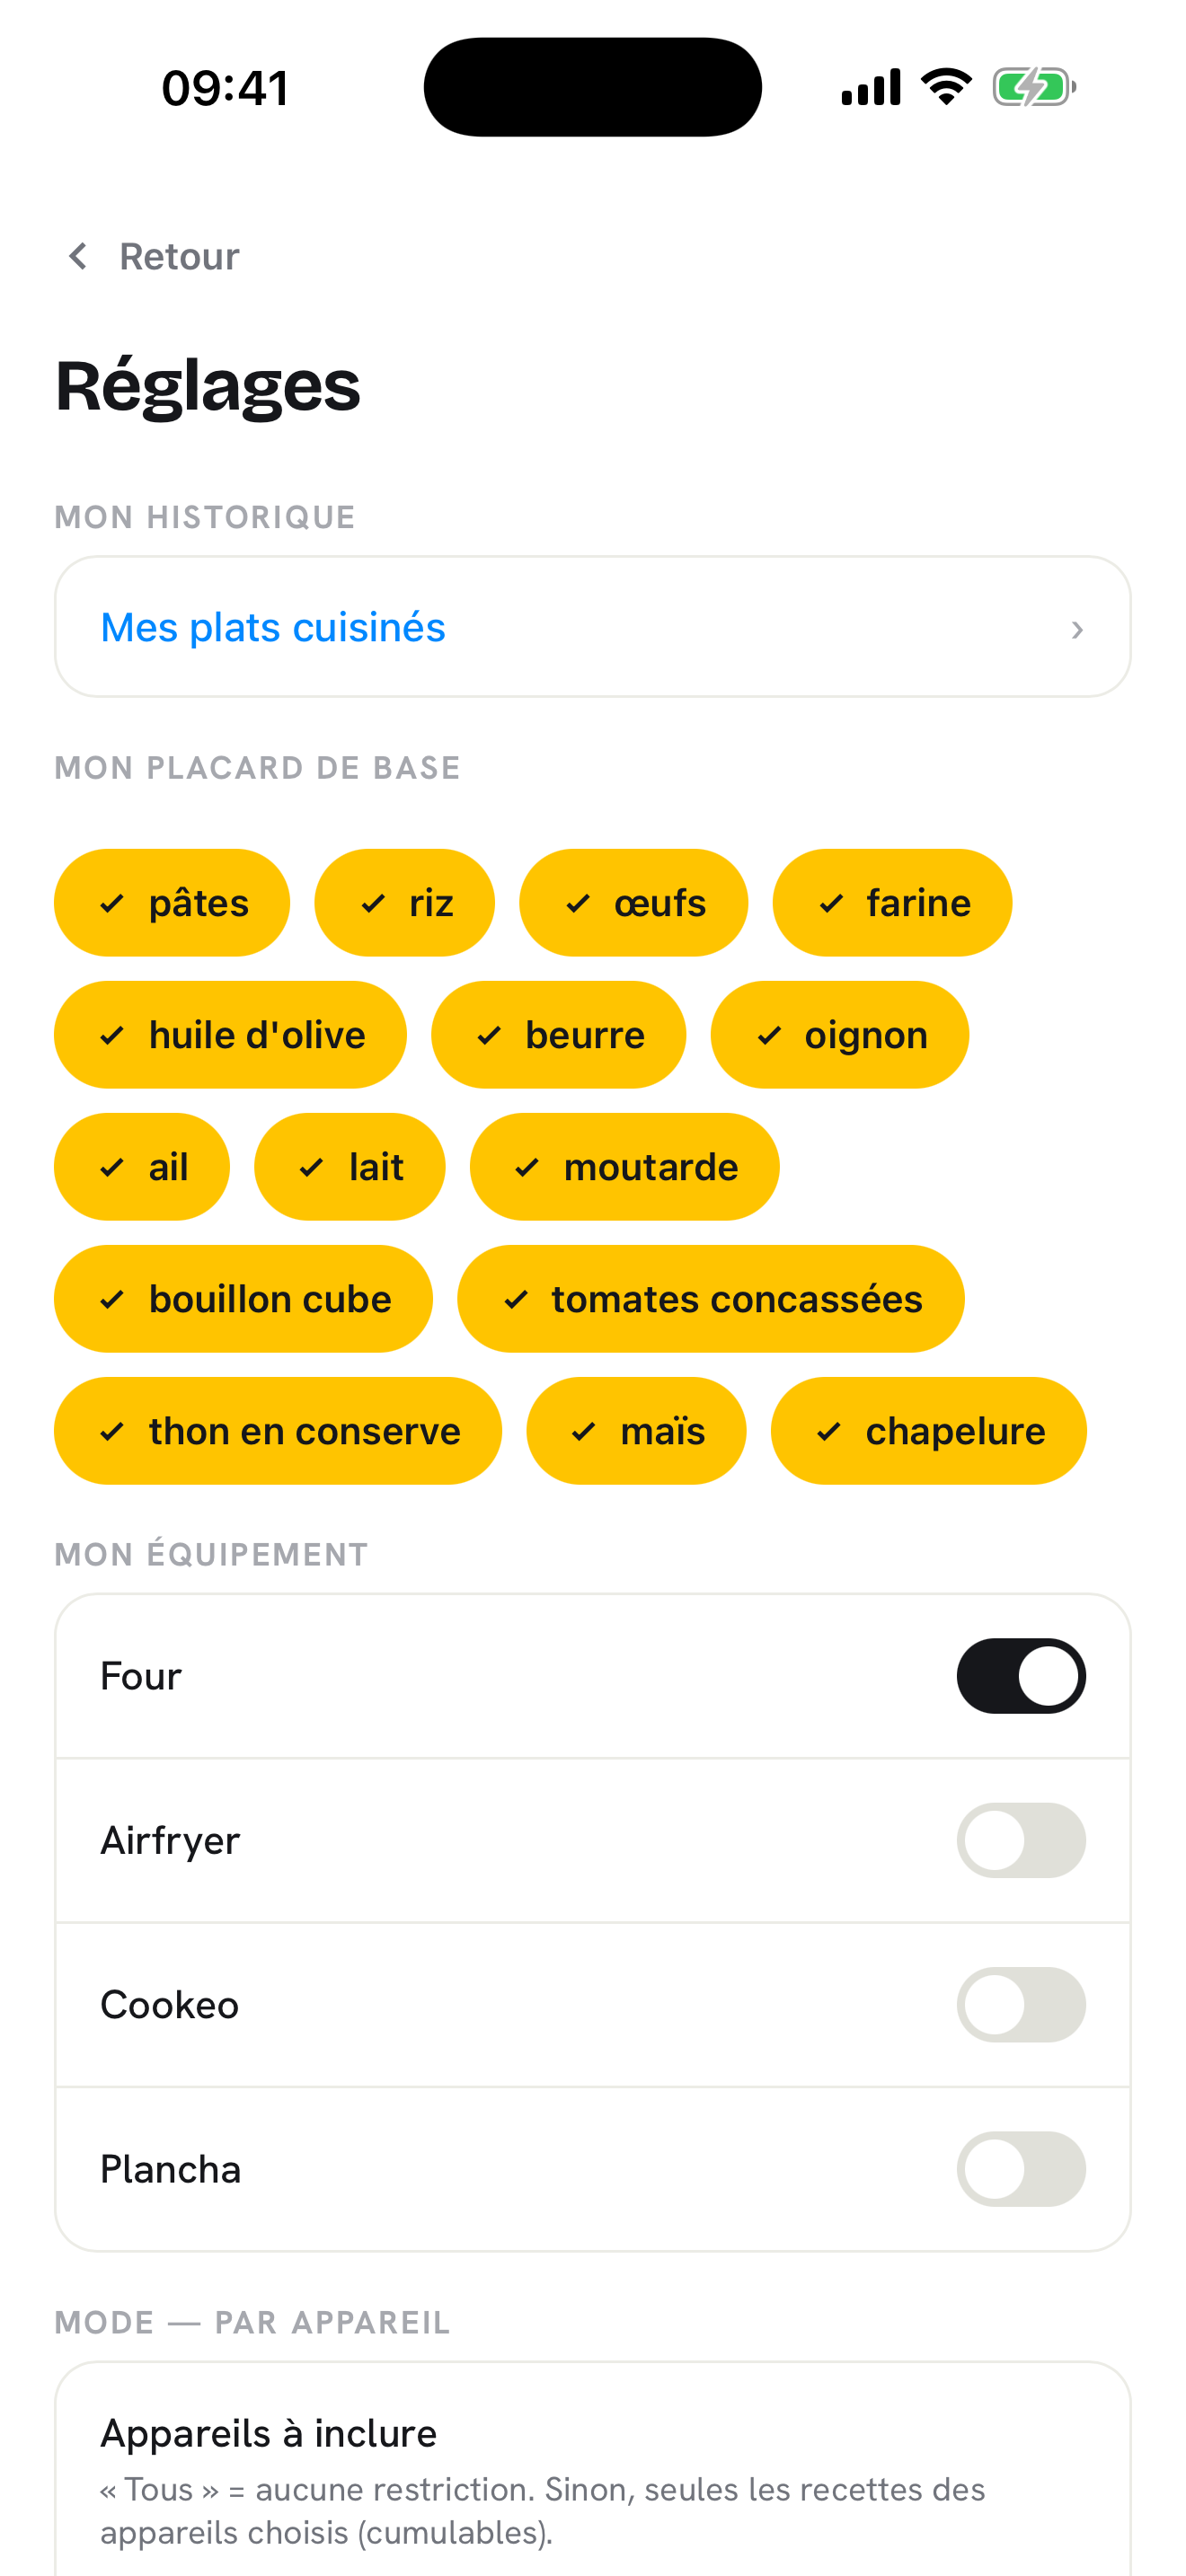 09:41
Retour
Réglages
MON HISTORIQUE
Mes plats cuisinés
MON PLACARD DE BASE
pâtes riz œufs farine
huile d'olive beurre oignon
ail lait moutarde
bouillon cube tomates concassées
thon en conserve maïs chapelure
MON ÉQUIPEMENT
Four
Airfryer
Cookeo
Plancha
MODE — PAR APPAREIL
Appareils à inclure
« Tous » = aucune restriction. Sinon, seules les recettes des
appareils choisis (cumulables).